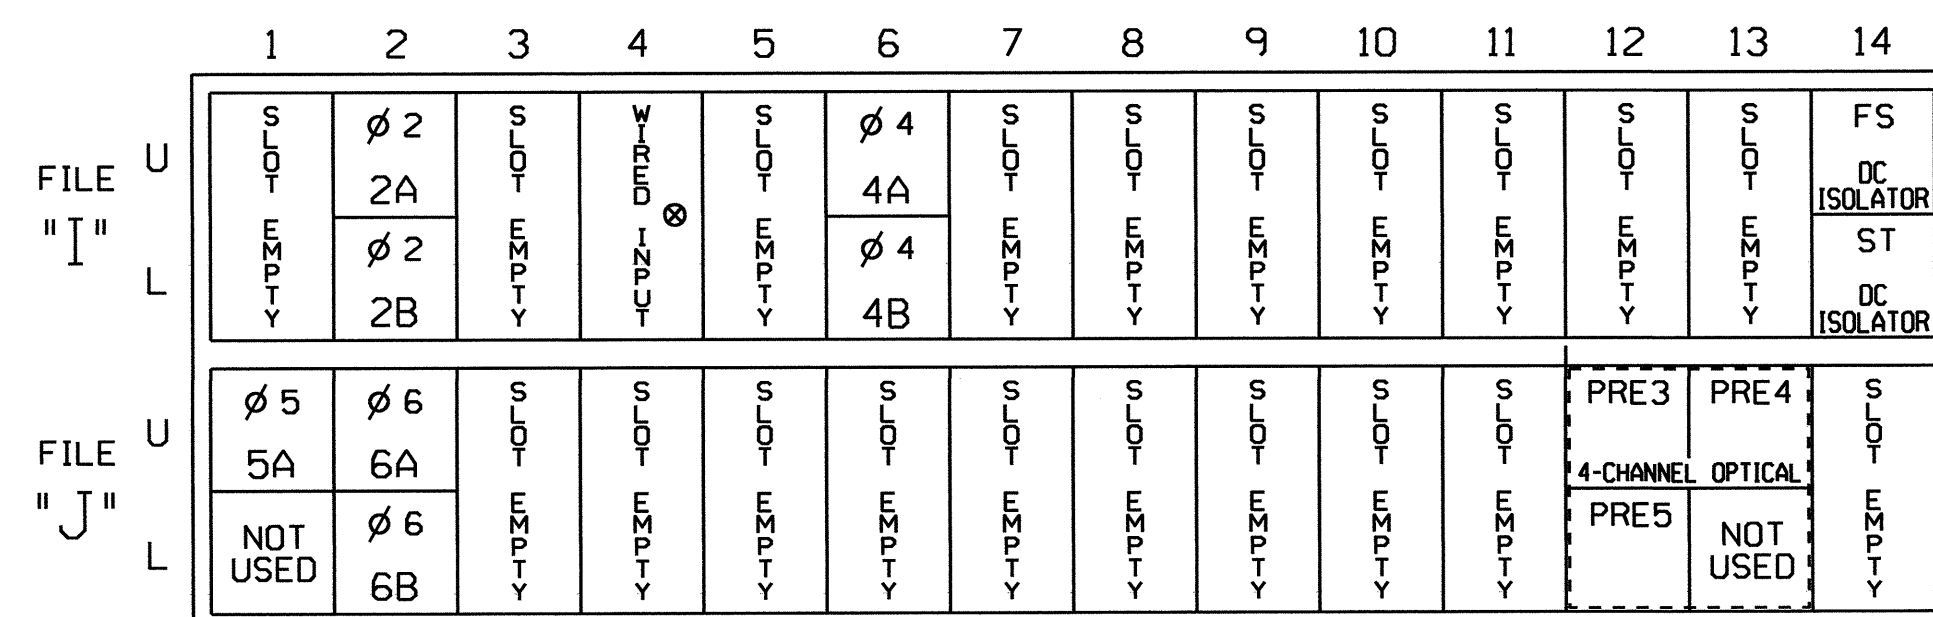 1 2 3 4 5 6 7 8 9 10 11 12 13 14
FILE "I"
U
L
SLOT EMPTY
Ø 2
2A
Ø 2
2B
SLOT EMPTY
WIRED INPUT ⊗
SLOT EMPTY
Ø 4
4A
Ø 4
4B
SLOT EMPTY
SLOT EMPTY
SLOT EMPTY
SLOT EMPTY
SLOT EMPTY
SLOT EMPTY
SLOT EMPTY
FS
DC
ISOLATOR
ST
DC
ISOLATOR
FILE "J"
U
L
Ø 5
5A
NOT
USED
Ø 6
6A
Ø 6
6B
SLOT EMPTY
SLOT EMPTY
SLOT EMPTY
SLOT EMPTY
SLOT EMPTY
SLOT EMPTY
SLOT EMPTY
SLOT EMPTY
SLOT EMPTY
PRE3 PRE4
4-CHANNEL OPTICAL
PRE5
NOT
USED
SLOT EMPTY